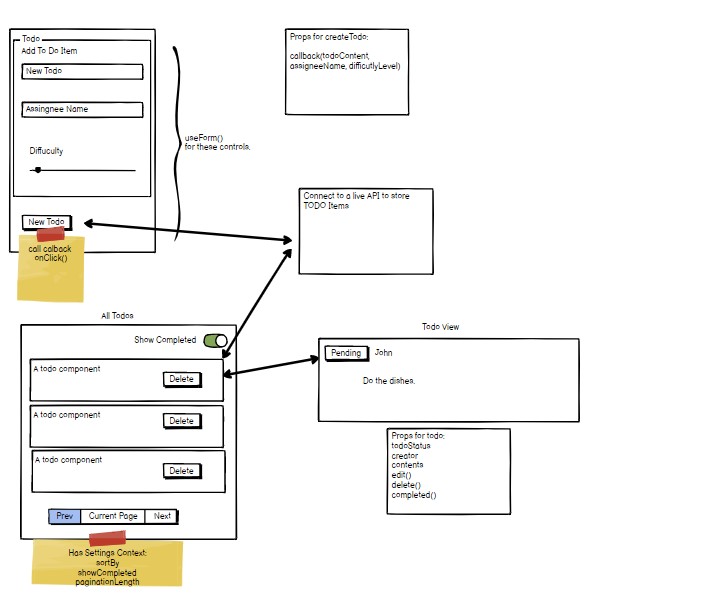 Todo
Add To Do Item
New Todo
Assingnee Name
Diffuculty
New Todo
call calback
onClick()
useForm()
for these controls.
Props for createTodo:
callback(todoContent,
assigneeName, difficutlyLevel)
Connect to a live API to store
TODO Items
All Todos
Show Completed
A todo component
Delete
A todo component
Delete
A todo component
Delete
Prev
Current Page
Next
Has Settings Context:
sortBy
showCompleted
paginationLength
Todo View
Pending
John
Do the dishes.
Props for todo:
todoStatus
creator
contents
edit()
delete()
completed()